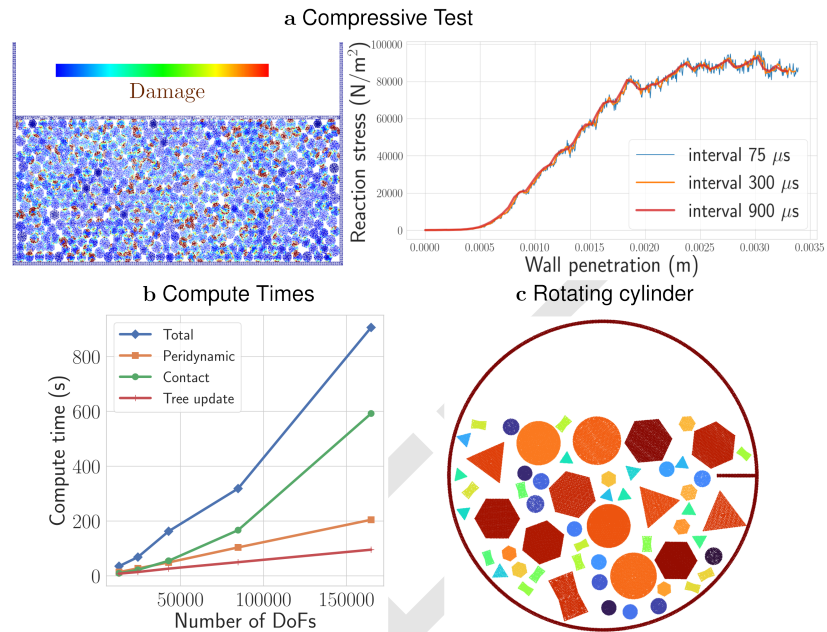 a Compressive Test
Damage
Reaction stress (N/m²)
100000
80000
60000
40000
20000
0
interval 75 μs
interval 300 μs
interval 900 μs
0.0000 0.0005 0.0010 0.0015 0.0020 0.0025 0.0030 0.0035
Wall penetration (m)
b Compute Times
Compute time (s)
800
600
400
200
0
Total
Peridynamic
Contact
Tree update
50000 100000 150000
Number of DoFs
c Rotating cylinder